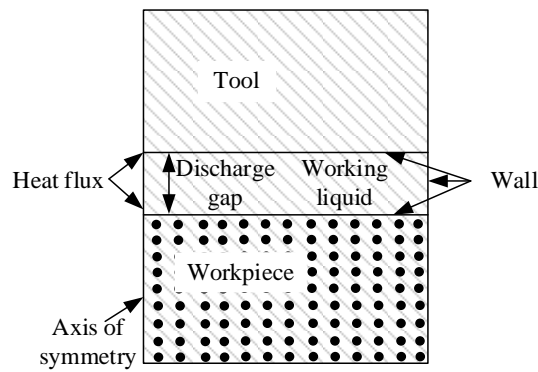 Tool
Heat flux
Discharge
gap
Working
liquid
Wall
Workpiece
Axis of
symmetry